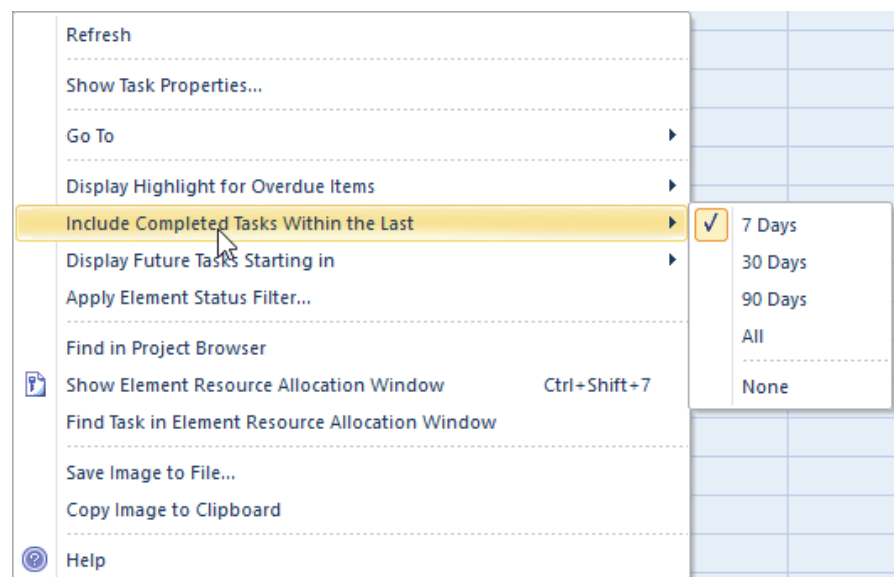 Refresh
Show Task Properties...
Go To
Display Highlight for Overdue Items
Include Completed Tasks Within the Last
Display Future Tasks Starting in
Apply Element Status Filter...
Find in Project Browser
Show Element Resource Allocation Window Ctrl+Shift+7
Find Task in Element Resource Allocation Window
Save Image to File...
Copy Image to Clipboard
Help
7 Days
30 Days
90 Days
All
None